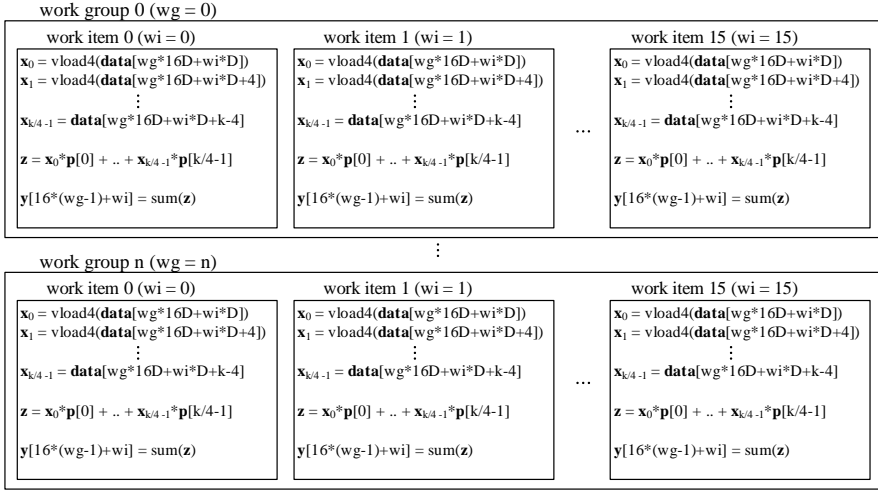 work group 0 (wg = 0)
work item 0 (wi = 0)
x0 = vload4(data[wg*16D+wi*D])
x1 = vload4(data[wg*16D+wi*D+4])
⋮
xk/4 -1 = data[wg*16D+wi*D+k-4]
z = x0*p[0] + .. + xk/4 -1*p[k/4-1]
y[16*(wg-1)+wi] = sum(z)
work item 1 (wi = 1)
x0 = vload4(data[wg*16D+wi*D])
x1 = vload4(data[wg*16D+wi*D+4])
⋮
xk/4 -1 = data[wg*16D+wi*D+k-4]
z = x0*p[0] + .. + xk/4 -1*p[k/4-1]
y[16*(wg-1)+wi] = sum(z)
...
work item 15 (wi = 15)
x0 = vload4(data[wg*16D+wi*D])
x1 = vload4(data[wg*16D+wi*D+4])
⋮
xk/4 -1 = data[wg*16D+wi*D+k-4]
z = x0*p[0] + .. + xk/4 -1*p[k/4-1]
y[16*(wg-1)+wi] = sum(z)
⋮
work group n (wg = n)
work item 0 (wi = 0)
x0 = vload4(data[wg*16D+wi*D])
x1 = vload4(data[wg*16D+wi*D+4])
⋮
xk/4 -1 = data[wg*16D+wi*D+k-4]
z = x0*p[0] + .. + xk/4 -1*p[k/4-1]
y[16*(wg-1)+wi] = sum(z)
work item 1 (wi = 1)
x0 = vload4(data[wg*16D+wi*D])
x1 = vload4(data[wg*16D+wi*D+4])
⋮
xk/4 -1 = data[wg*16D+wi*D+k-4]
z = x0*p[0] + .. + xk/4 -1*p[k/4-1]
y[16*(wg-1)+wi] = sum(z)
...
work item 15 (wi = 15)
x0 = vload4(data[wg*16D+wi*D])
x1 = vload4(data[wg*16D+wi*D+4])
⋮
xk/4 -1 = data[wg*16D+wi*D+k-4]
z = x0*p[0] + .. + xk/4 -1*p[k/4-1]
y[16*(wg-1)+wi] = sum(z)